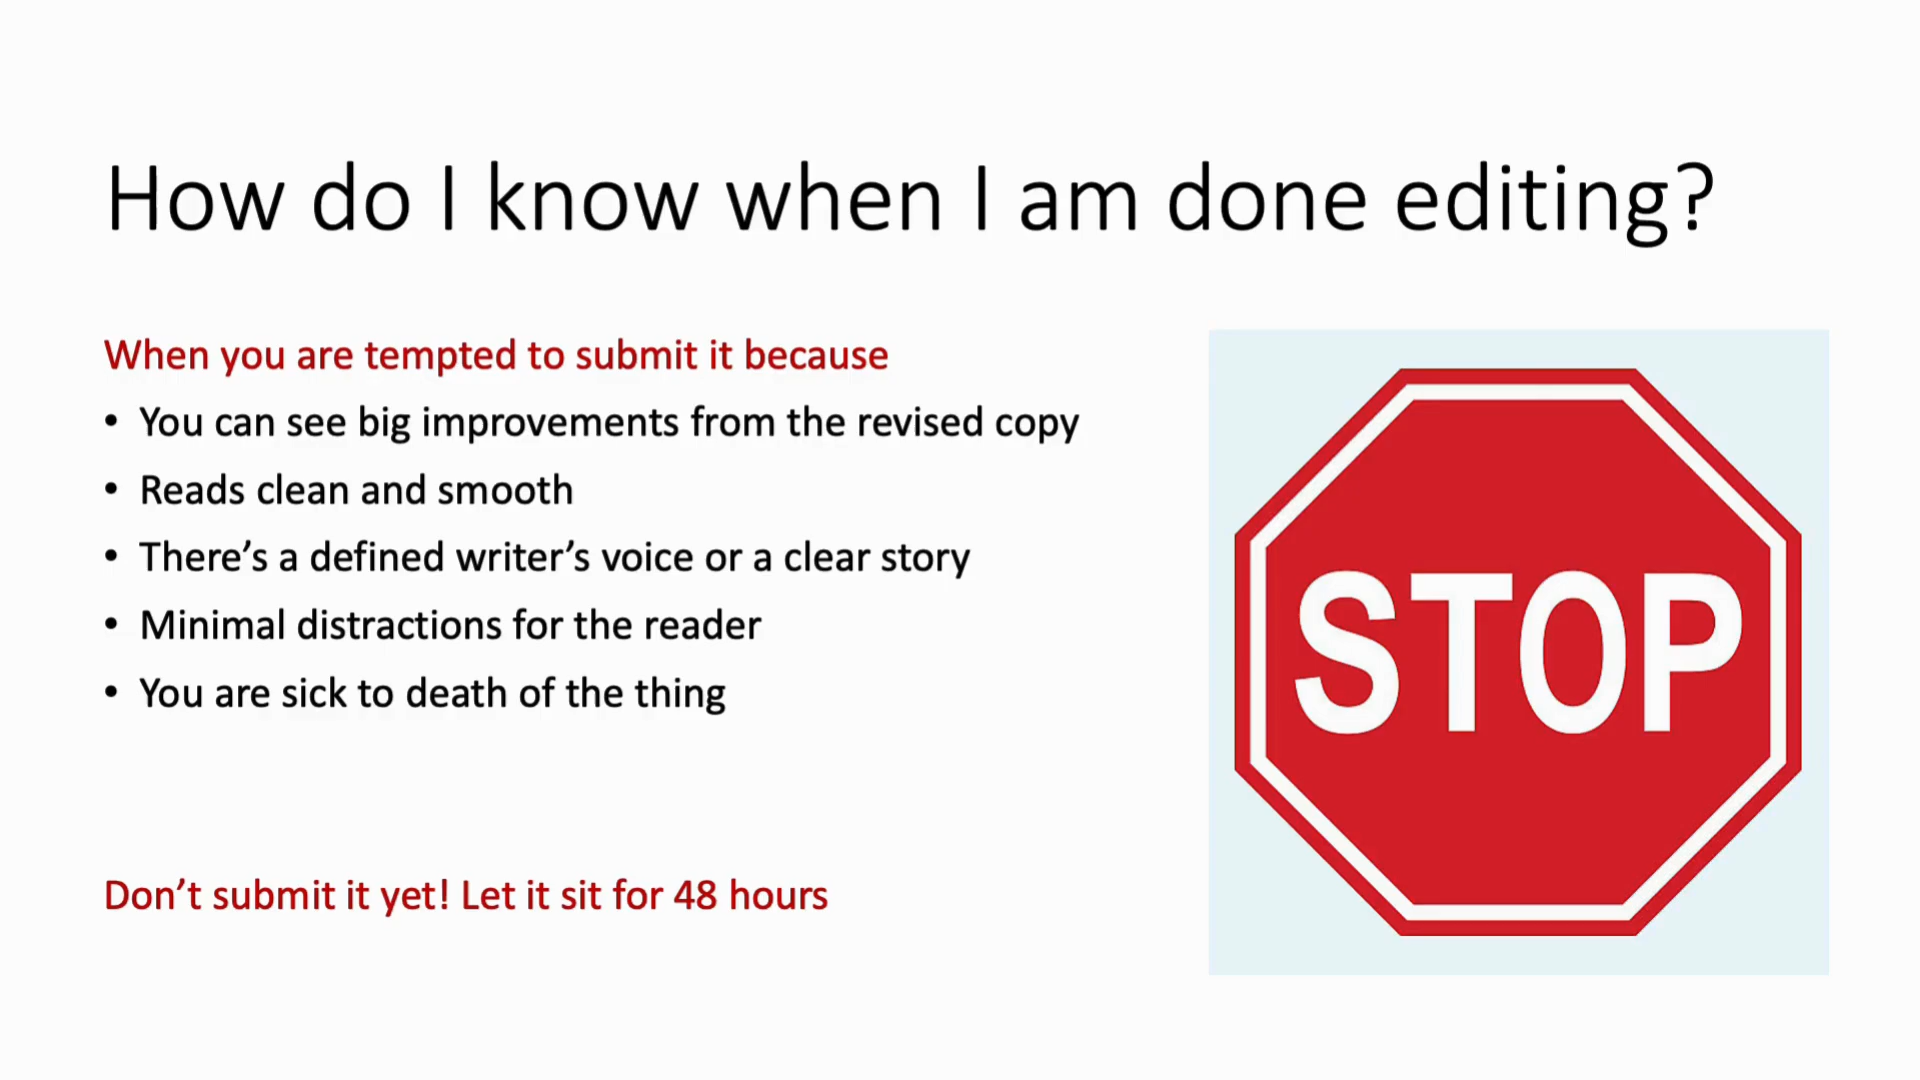 How do I know when I am done editing?
When you are tempted to submit it because
• You can see big improvements from the revised copy
• Reads clean and smooth
• There’s a defined writer’s voice or a clear story
• Minimal distractions for the reader
• You are sick to death of the thing
Don’t submit it yet! Let it sit for 48 hours
STOP